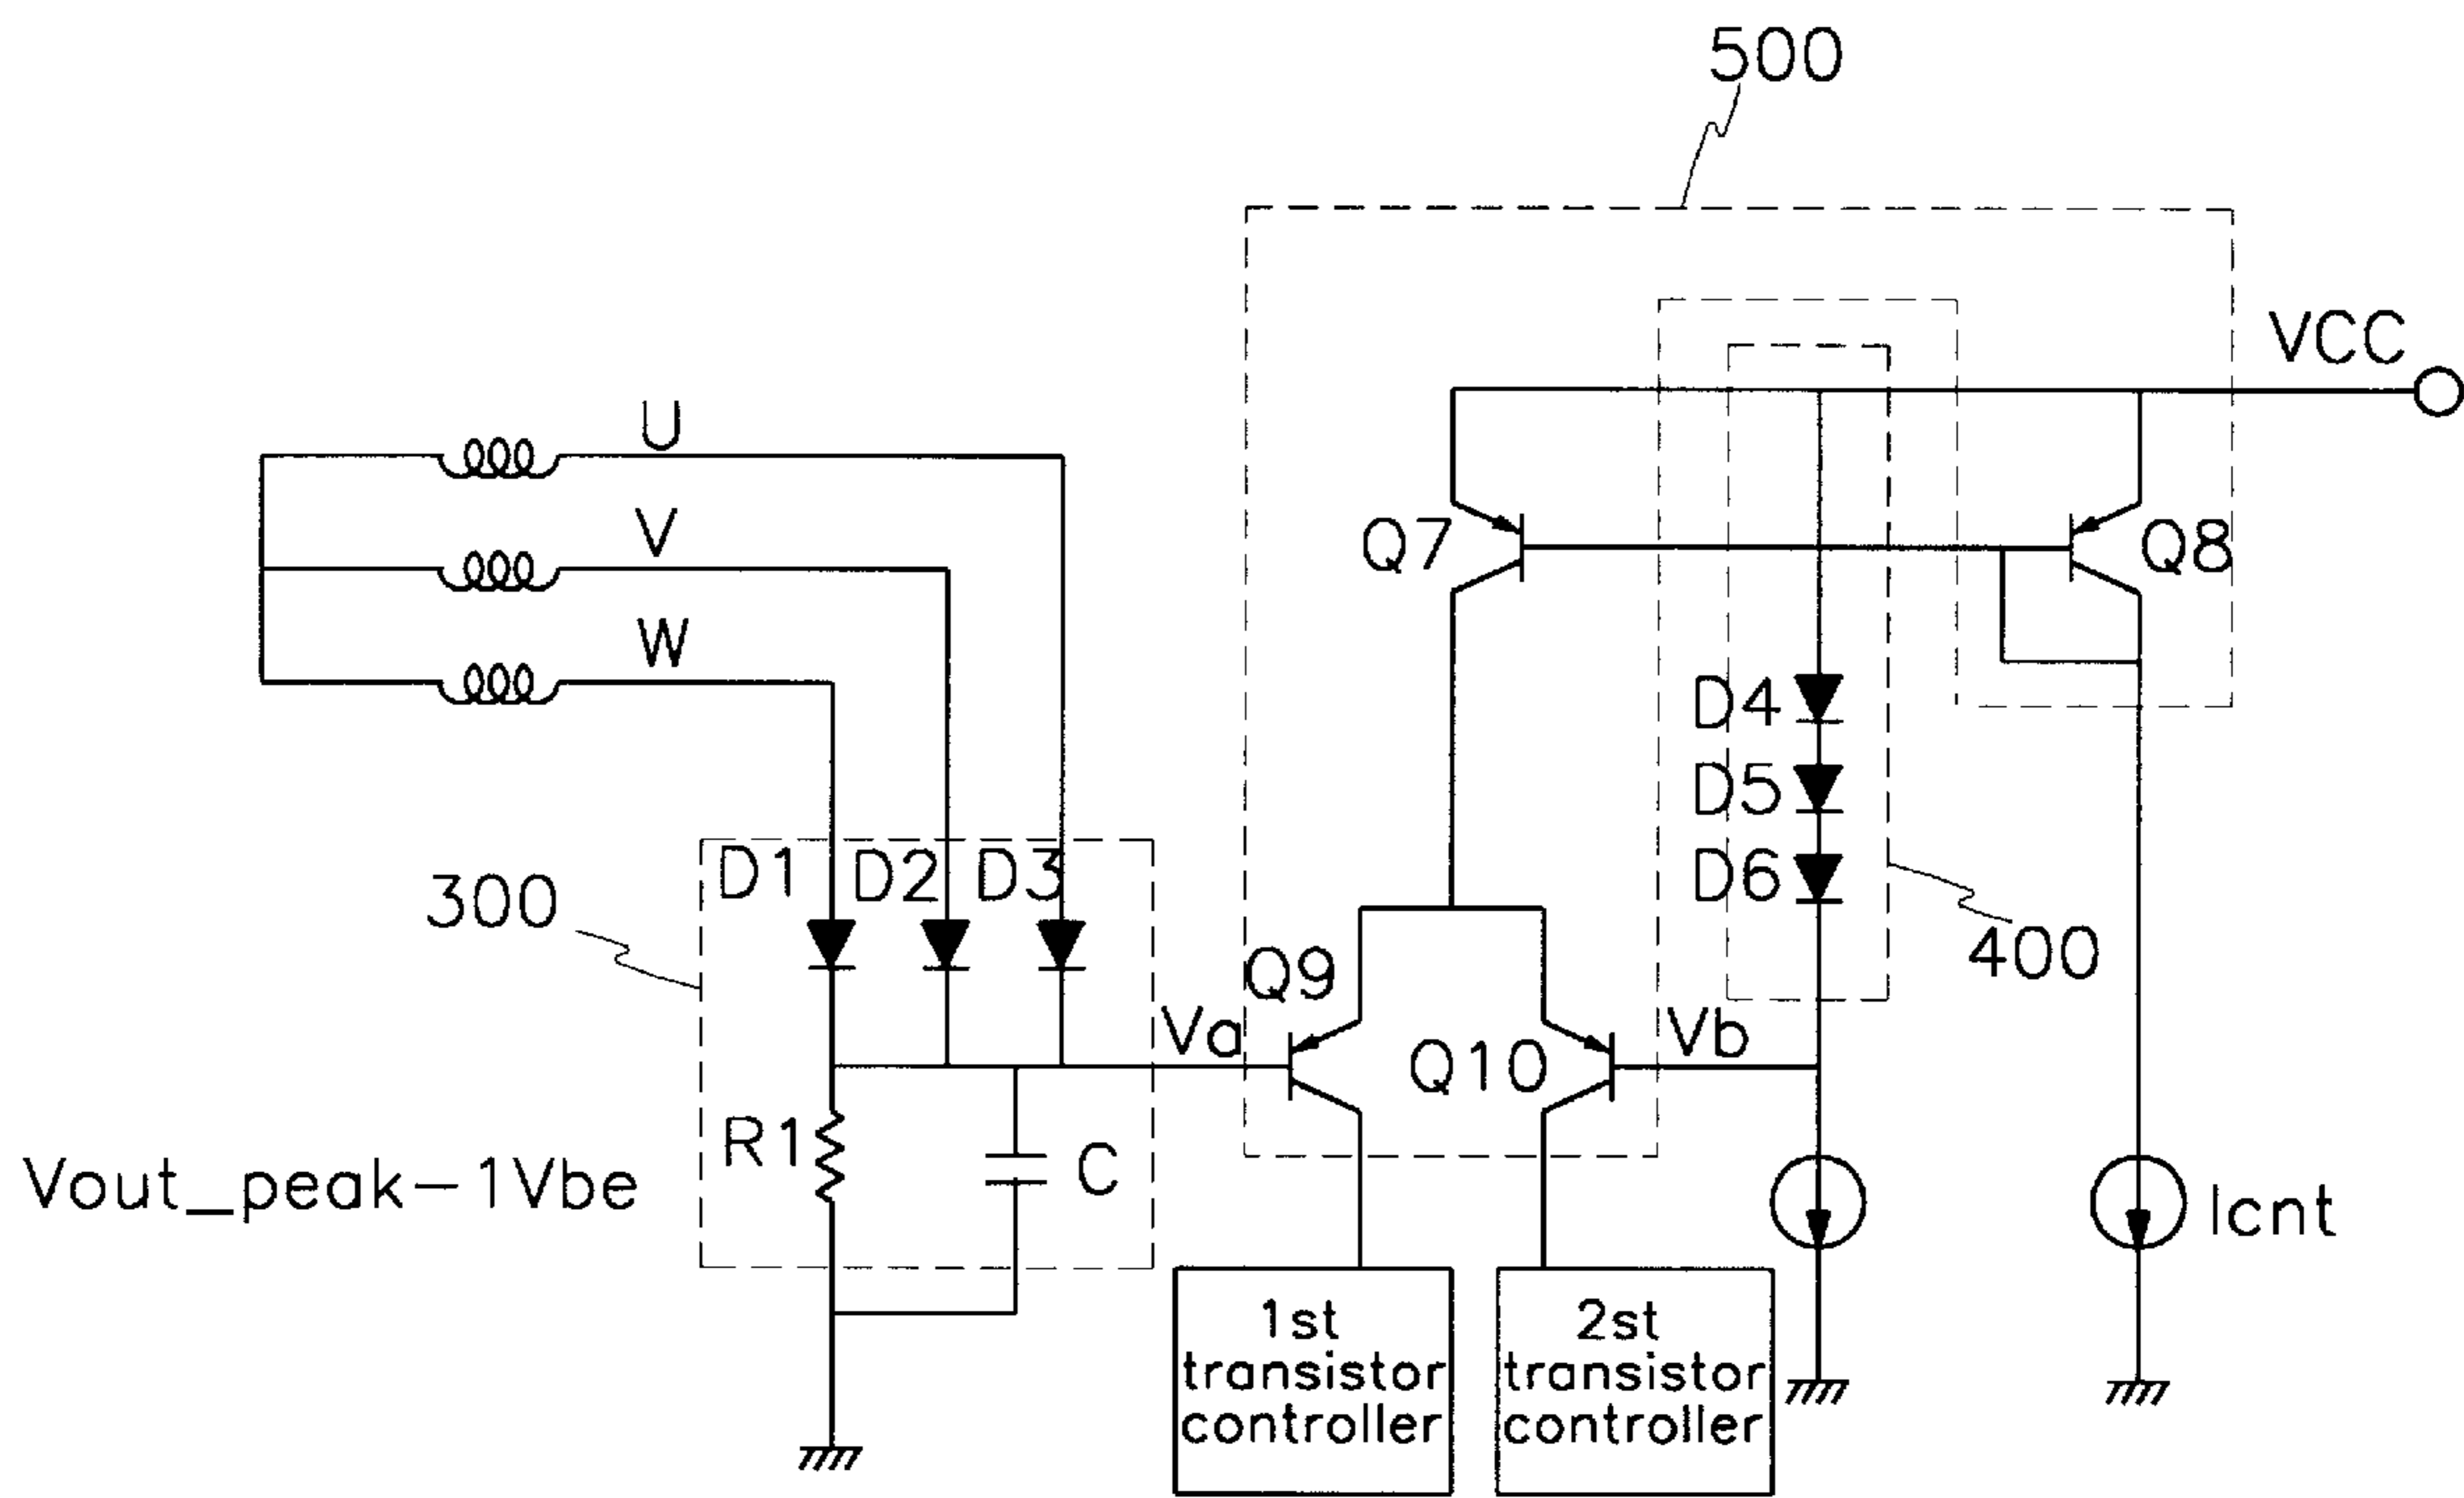 500
VCC
U
V
W
Q7
Q8
D4
D5
D6
D1
D2
D3
300
400
Q9
Va
Q10
Vb
R1
C
Vout_peak-1Vbe
Icnt
1st
transistor
controller
2st
transistor
controller